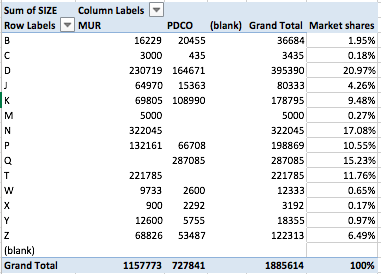 Sum of SIZE Column Labels
Row Labels MUR PDCO (blank) Grand Total Market shares
B 16229 20455 36684 1.95%
C 3000 435 3435 0.18%
D 230719 164671 395390 20.97%
J 64970 15363 80333 4.26%
K 69805 108990 178795 9.48%
M 5000 5000 0.27%
N 322045 322045 17.08%
P 132161 66708 198869 10.55%
Q 287085 287085 15.23%
T 221785 221785 11.76%
W 9733 2600 12333 0.65%
X 900 2292 3192 0.17%
Y 12600 5755 18355 0.97%
Z 68826 53487 122313 6.49%
(blank)
Grand Total 1157773 727841 1885614 100%